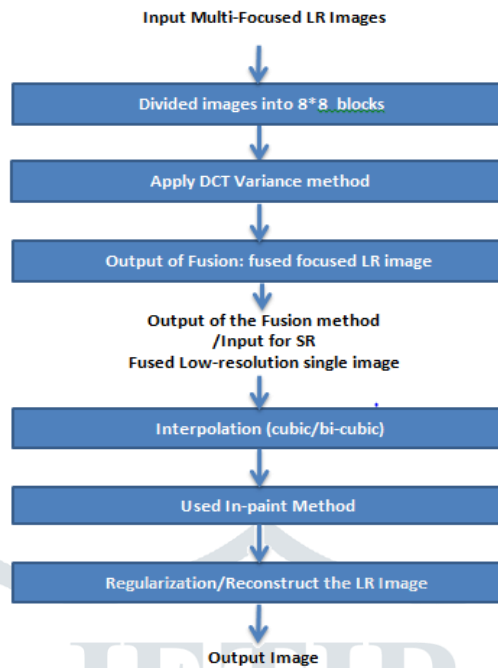 Input Multi-Focused LR Images
Divided images into 8*8 blocks
Apply DCT Variance method
Output of Fusion: fused focused LR image
Output of the Fusion method
/Input for SR
Fused Low-resolution single image
Interpolation (cubic/bi-cubic)
Used In-paint Method
Regularization/Reconstruct the LR Image
Output Image